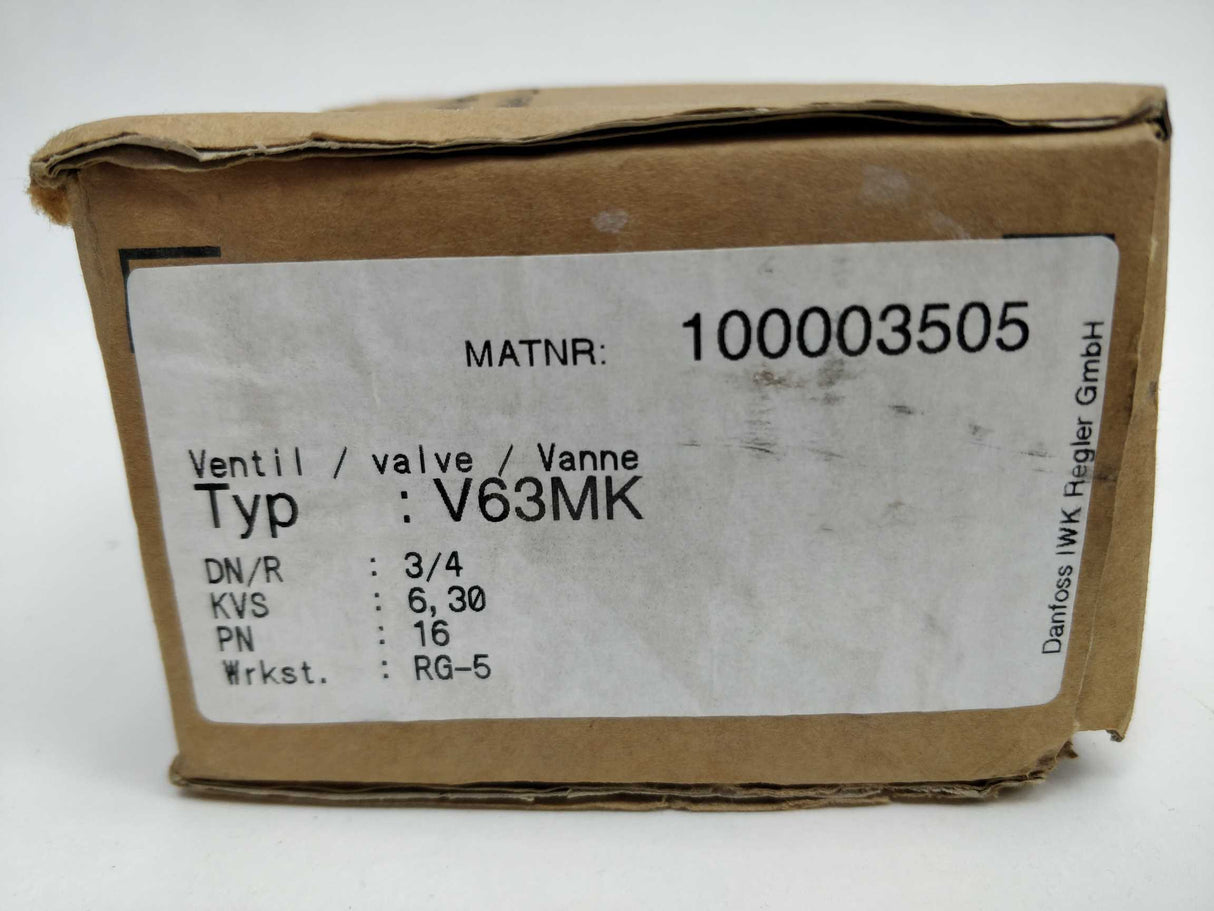 MATNR: 100003505
Ventil / valve / Vanne
Typ : V63MK
DN/R : 3/4
KVS : 6,30
PN : 16
Wrkst. : RG-5
Danfoss IWK Regler GmbH